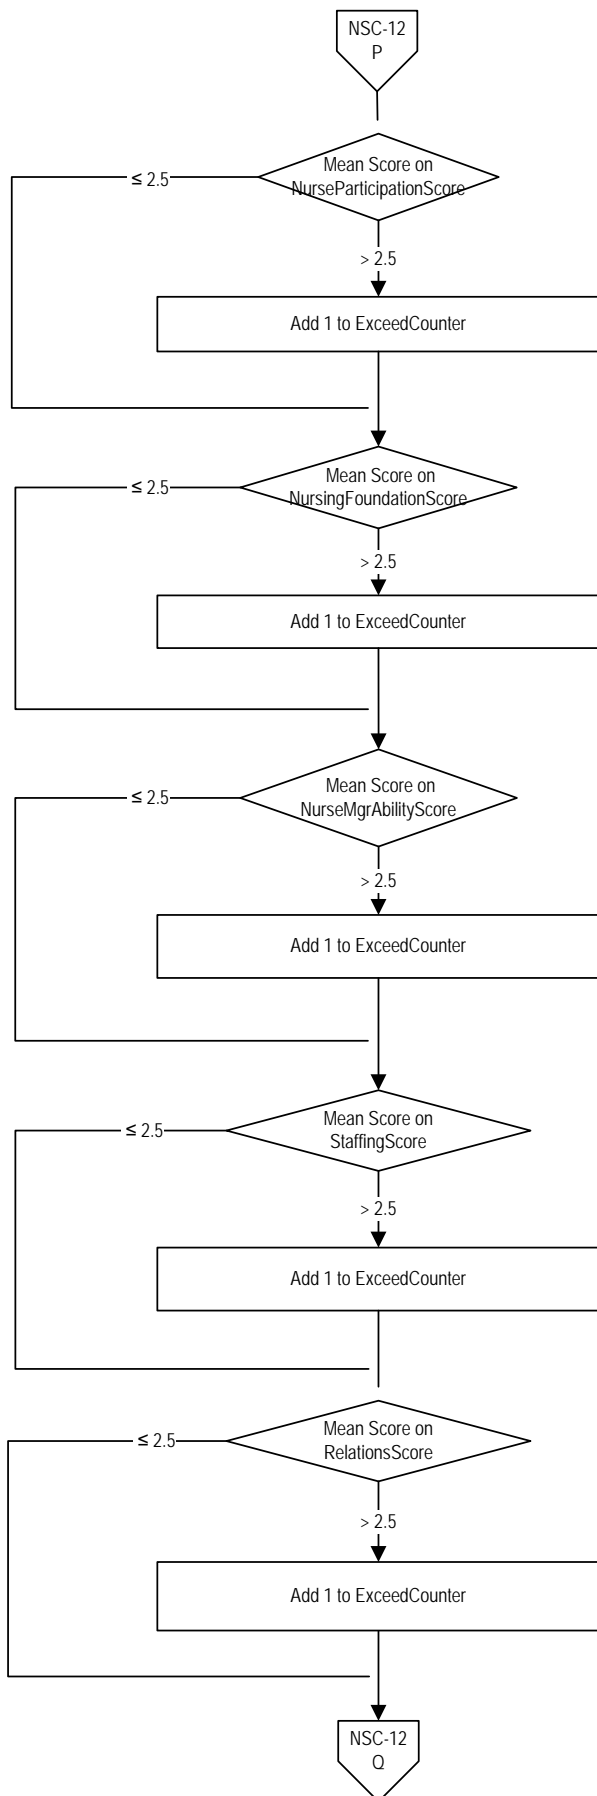 NSC-12
P
Mean Score on
NurseParticipationScore
≤ 2.5
> 2.5
Add 1 to ExceedCounter
Mean Score on
NursingFoundationScore
≤ 2.5
> 2.5
Add 1 to ExceedCounter
Mean Score on
NurseMgrAbilityScore
≤ 2.5
> 2.5
Add 1 to ExceedCounter
Mean Score on
StaffingScore
≤ 2.5
> 2.5
Add 1 to ExceedCounter
Mean Score on
RelationsScore
≤ 2.5
> 2.5
Add 1 to ExceedCounter
NSC-12
Q